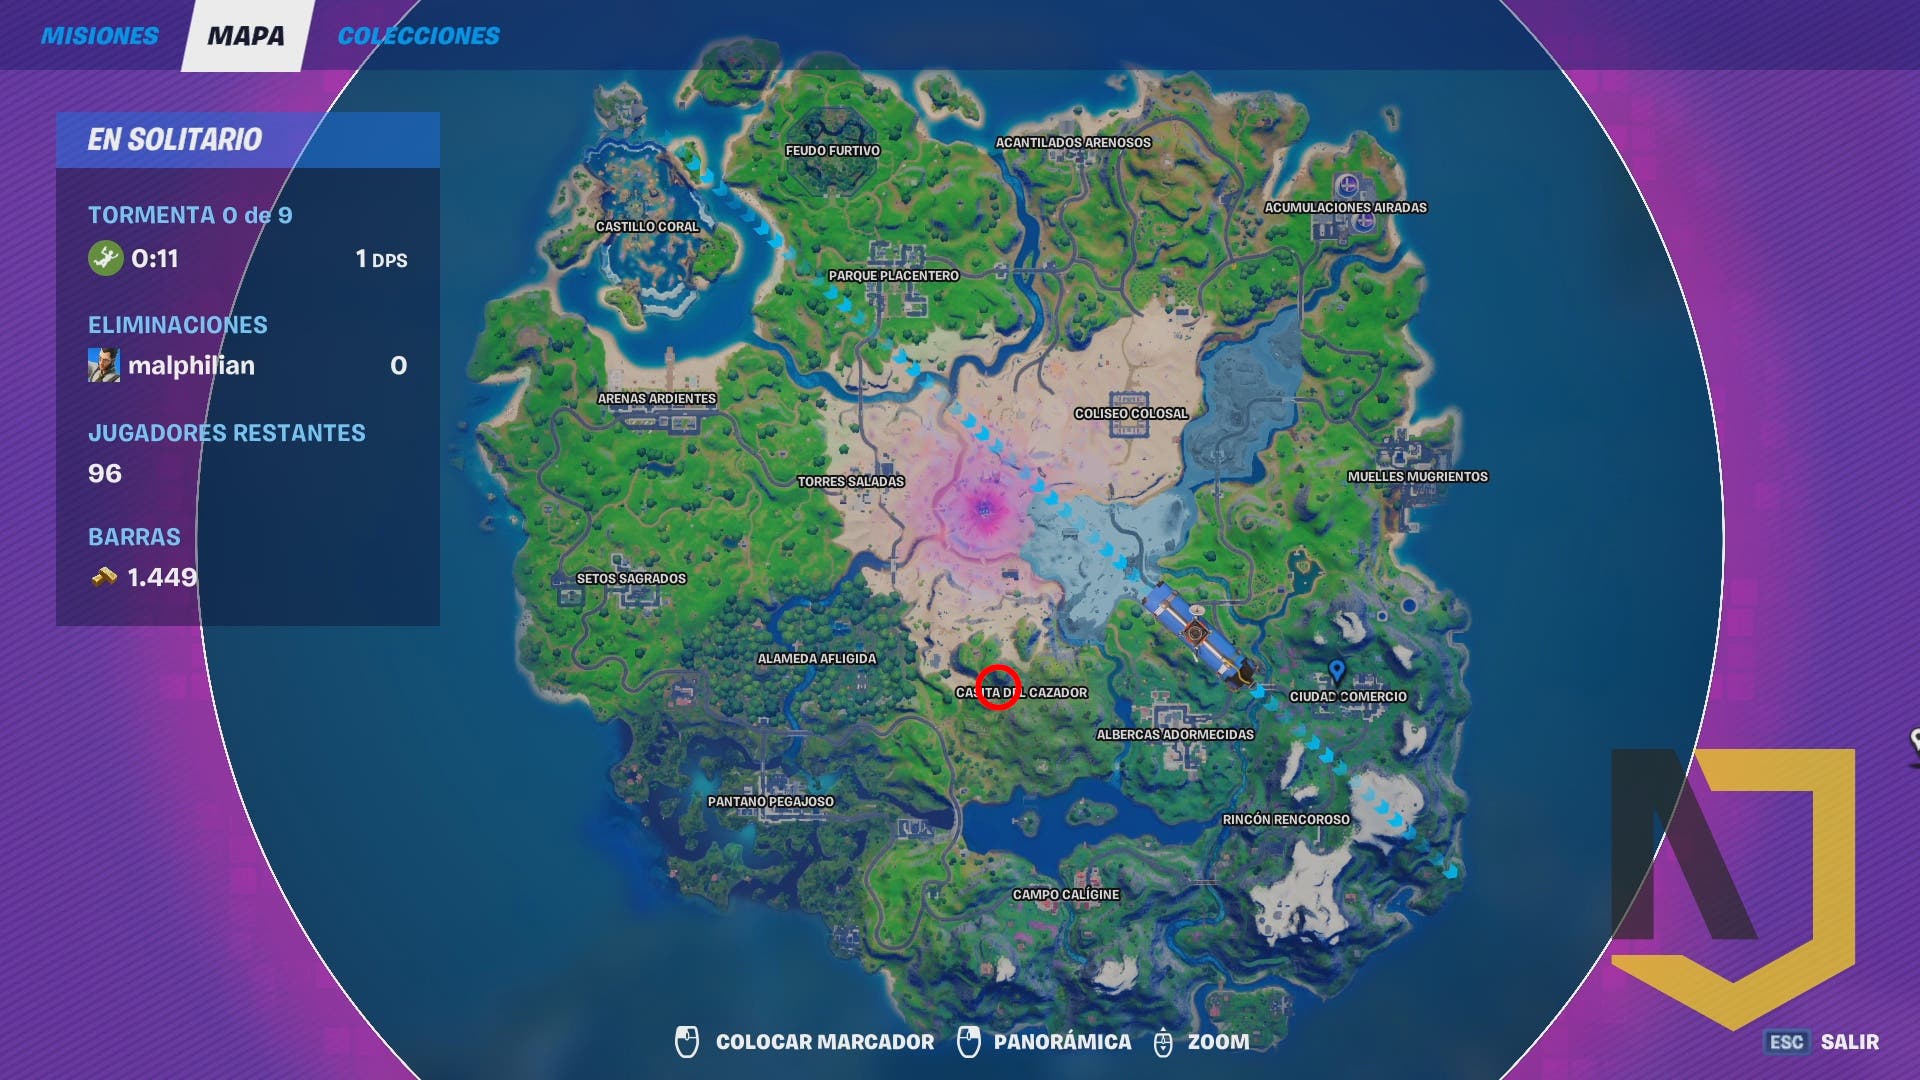 MISIONES
MAPA
COLECCIONES
EN SOLITARIO
TORMENTA 0 de 9
0:11
1 DPS
ELIMINACIONES
malphilian
0
JUGADORES RESTANTES
96
BARRAS
1.449
FEUDO FURTIVO
ACANTILADOS ARENOSOS
ACUMULACIONES AIRADAS
CASTILLO CORAL
PARQUE PLACENTERO
ARENAS ARDIENTES
COLISEO COLOSAL
TORRES SALADAS
MUELLES MUGRIENTOS
SETOS SAGRADOS
ALAMEDA AFLIGIDA
CASITA DEL CAZADOR
CIUDAD COMERCIO
ALBERCAS ADORMECIDAS
PANTANO PEGAJOSO
RINCÓN RENCOROSO
CAMPO CALÍGINE
COLOCAR MARCADOR
PANORÁMICA
ZOOM
ESC SALIR